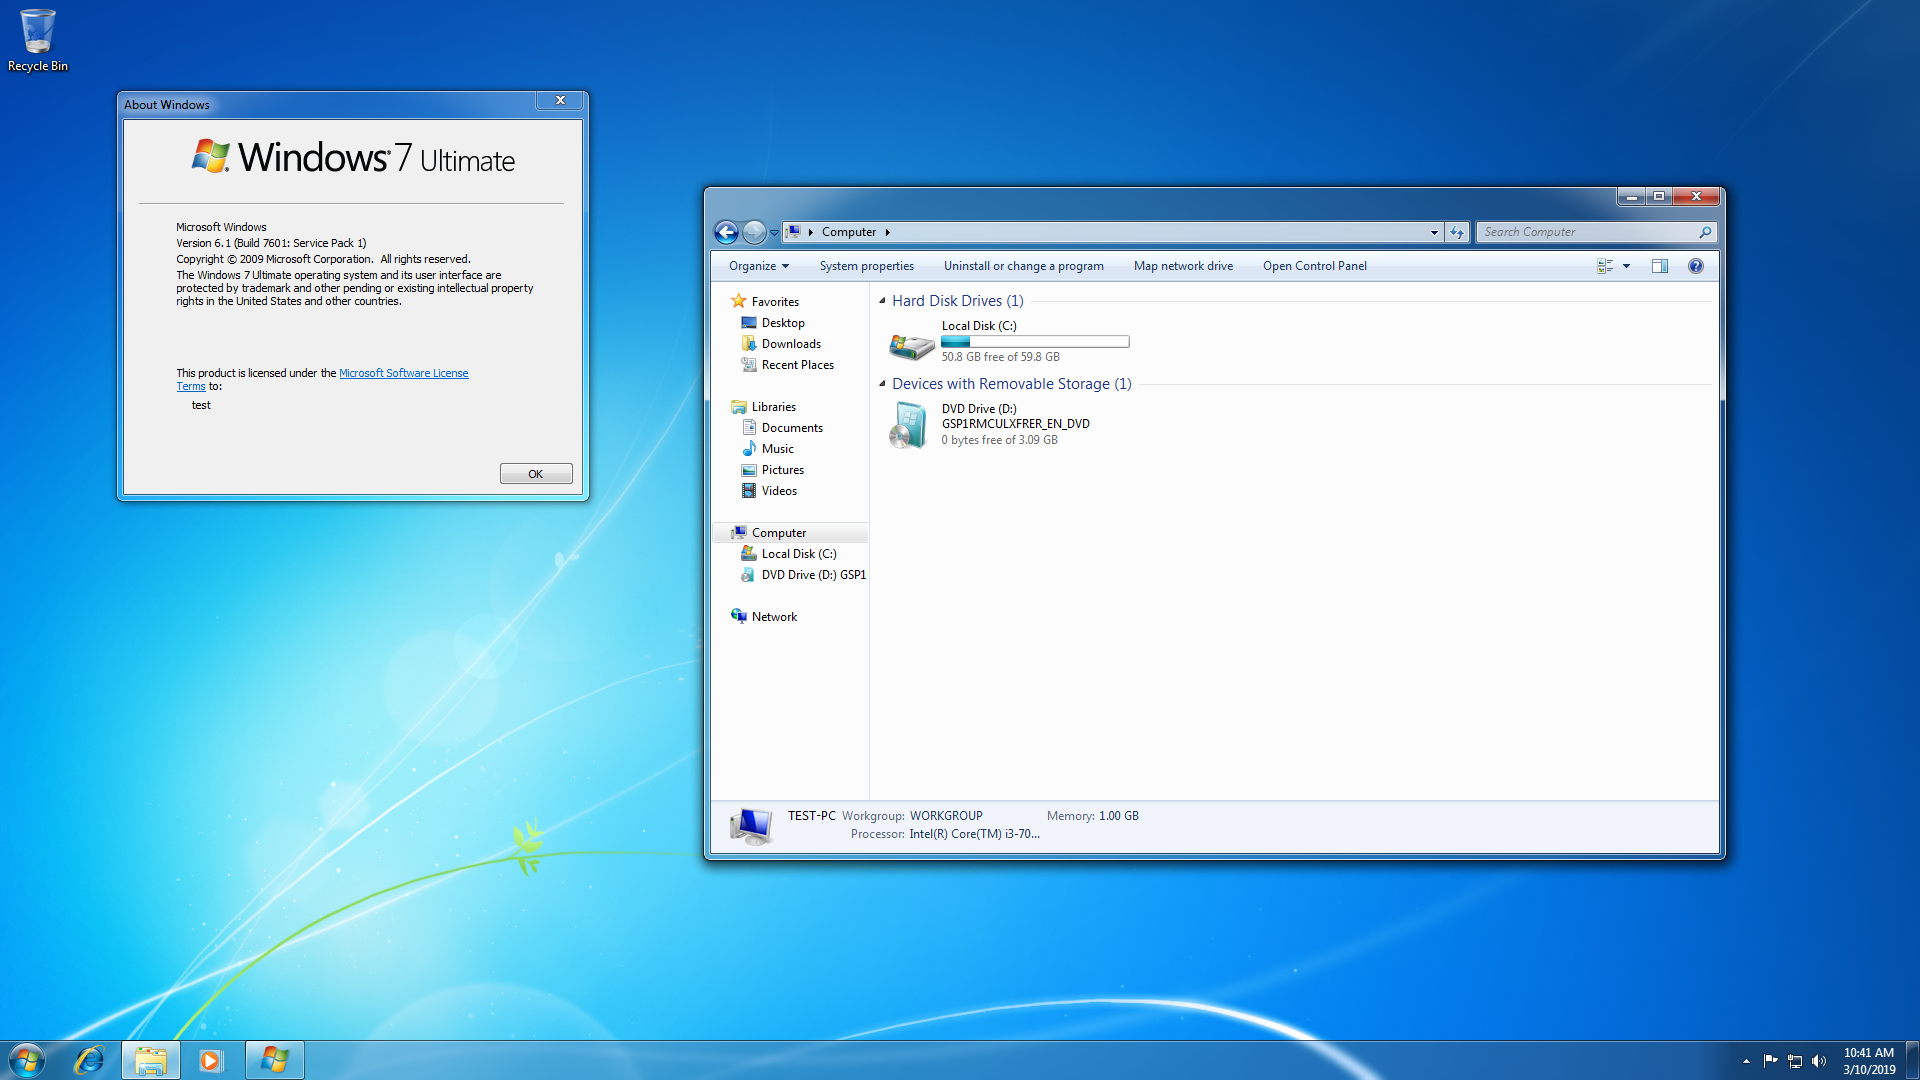 Recycle Bin
About Windows
Windows 7 Ultimate
Microsoft Windows
Version 6.1 (Build 7601: Service Pack 1)
Copyright © 2009 Microsoft Corporation.  All rights reserved.
The Windows 7 Ultimate operating system and its user interface are
protected by trademark and other pending or existing intellectual property
rights in the United States and other countries.
This product is licensed under the Microsoft Software License
Terms to:
test
OK
Computer
Search Computer
Organize
System properties
Uninstall or change a program
Map network drive
Open Control Panel
Favorites
Desktop
Downloads
Recent Places
Libraries
Documents
Music
Pictures
Videos
Computer
Local Disk (C:)
DVD Drive (D:) GSP1
Network
Hard Disk Drives (1)
Local Disk (C:)
50.8 GB free of 59.8 GB
Devices with Removable Storage (1)
DVD Drive (D:)
GSP1RMCULXFRER_EN_DVD
0 bytes free of 3.09 GB
TEST-PC Workgroup: WORKGROUP Memory: 1.00 GB
Processor: Intel(R) Core(TM) i3-70...
10:41 AM
3/10/2019